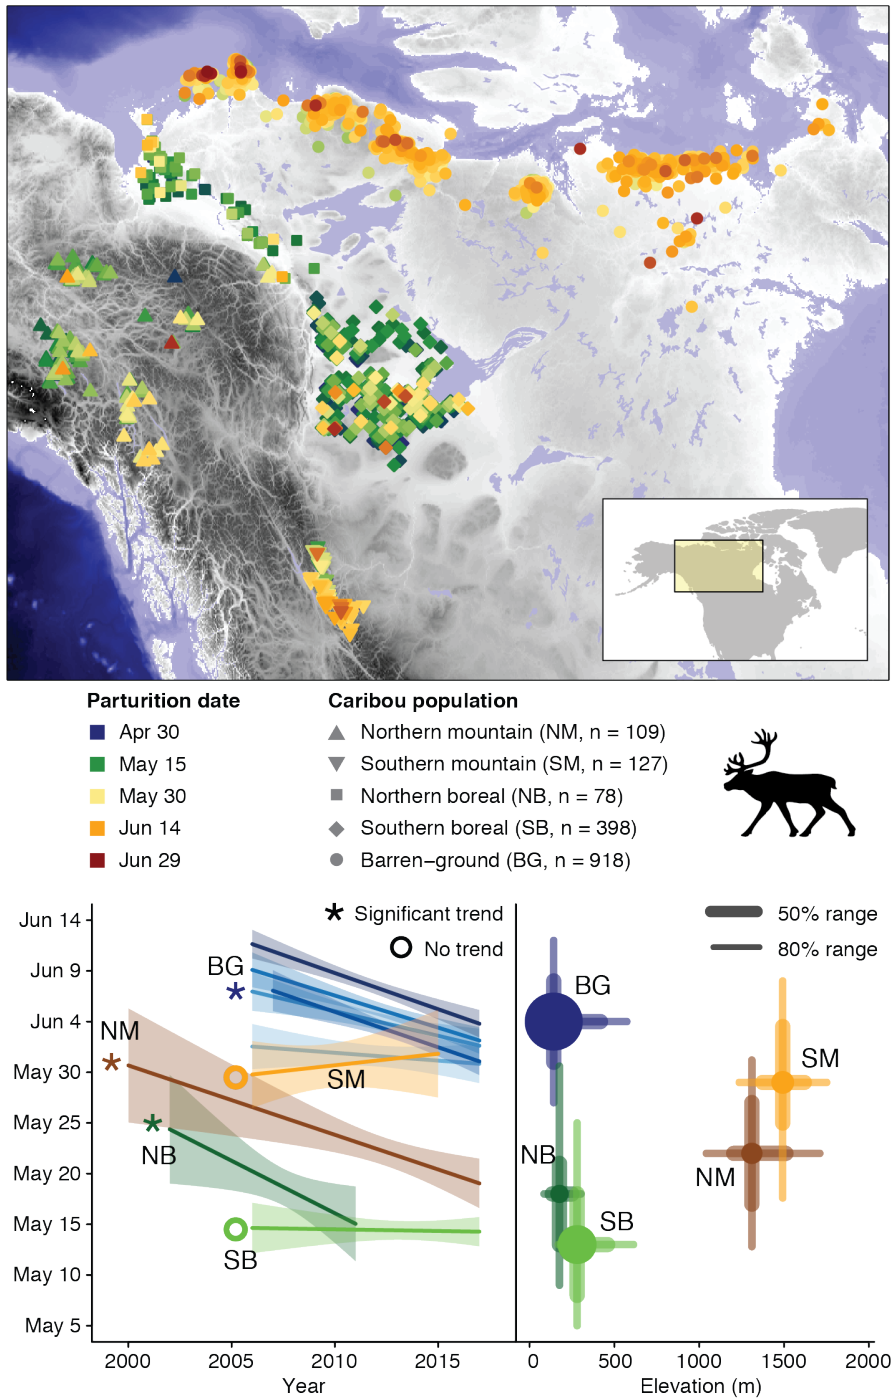 Parturition date
Apr 30
May 15
May 30
Jun 14
Jun 29
Caribou population
Northern mountain (NM, n = 109)
Southern mountain (SM, n = 127)
Northern boreal (NB, n = 78)
Southern boreal (SB, n = 398)
Barren–ground (BG, n = 918)
Jun 14
Jun 9
Jun 4
May 30
May 25
May 20
May 15
May 10
May 5
Significant trend
No trend
BG
NM
SM
NB
SB
2000
2005
2010
2015
Year
50% range
80% range
BG
SM
NB
NM
SB
0
500
1000
1500
2000
Elevation (m)